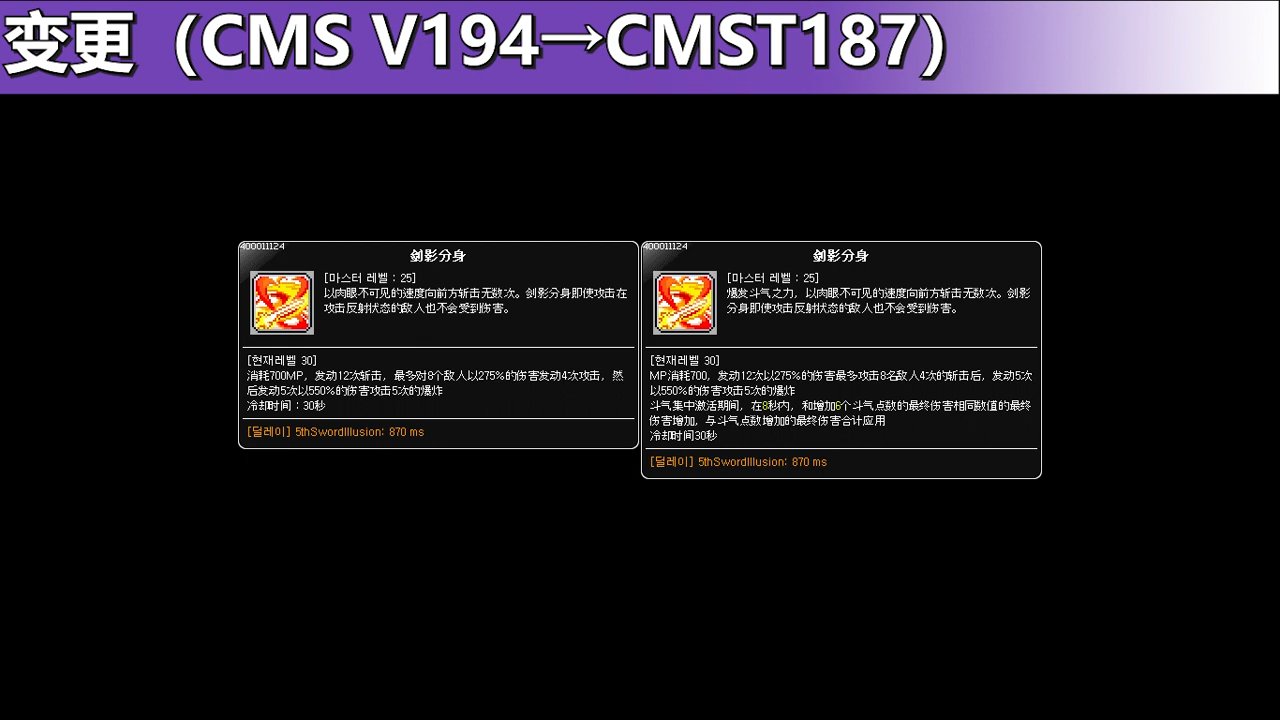 变更（CMS V194→CMST187）
400011124
剑影分身
[마스터 레벨 : 25]
以肉眼不可见的速度向前方斩击无数次。剑影分身即使攻击在
攻击反射状态的敌人也不会受到伤害。
[현재레벨 30]
消耗700MP，发动12次斩击，最多对8个敌人以275%的伤害发动4次攻击，然
后发动5次以550%的伤害攻击5次的爆炸
冷却时间：30秒
[딜레이] 5thSwordIllusion: 870 ms
400011124
剑影分身
[마스터 레벨 : 25]
爆发斗气之力，以肉眼不可见的速度向前方斩击无数次。剑影
分身即使攻击反射状态的敌人也不会受到伤害。
[현재레벨 30]
MP消耗700，发动12次以275%的伤害最多攻击8名敌人4次的斩击后，发动5次
以550%的伤害攻击5次的爆炸
斗气集中激活期间，在8秒内，和增加6个斗气点数的最终伤害相同数值的最终
伤害增加，与斗气点数增加的最终伤害合计应用
冷却时间30秒
[딜레이] 5thSwordIllusion: 870 ms